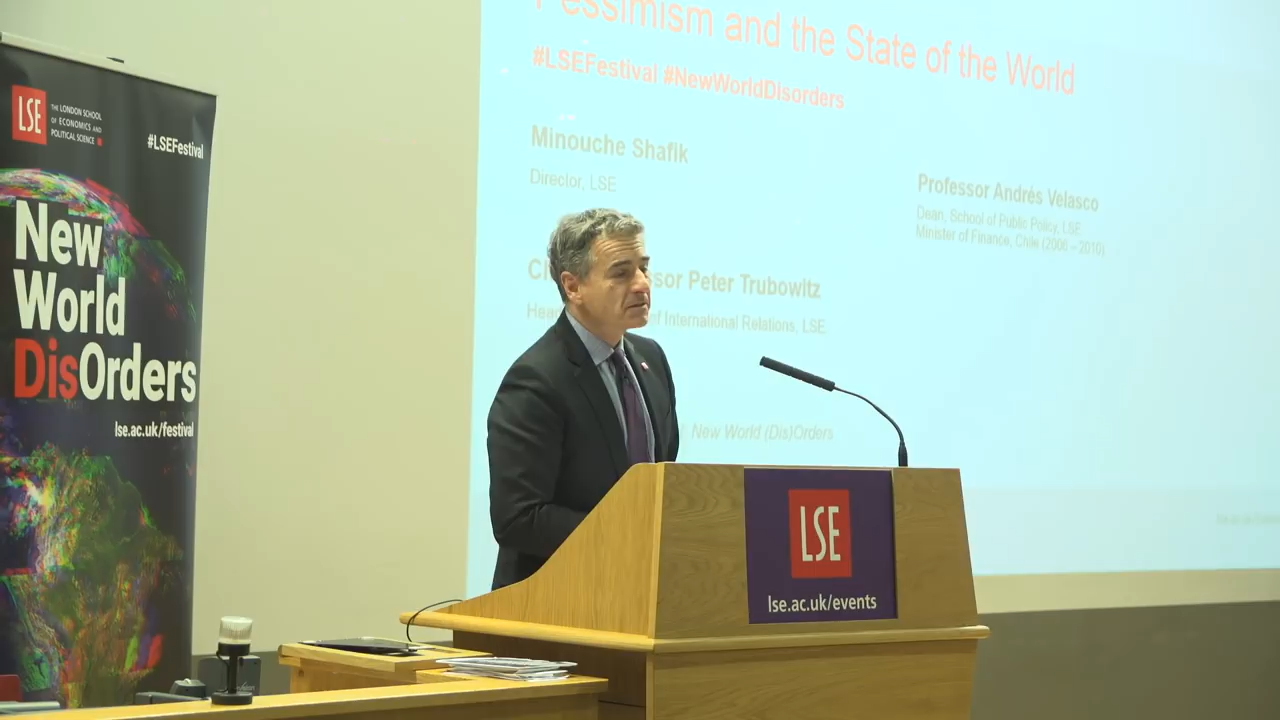 LSE
THE LONDON SCHOOL
OF ECONOMICS AND
POLITICAL SCIENCE
#LSEFestival
New
World
DisOrders
lse.ac.uk/festival
Pessimism and the State of the World
#LSEFestival #NewWorldDisorders
Minouche Shafik
Director, LSE
Professor Andrés Velasco
Dean, School of Public Policy, LSE
Minister of Finance, Chile (2006 – 2010)
Peter Trubowitz
of International Relations, LSE
New World (Dis)Orders
LSE
lse.ac.uk/events